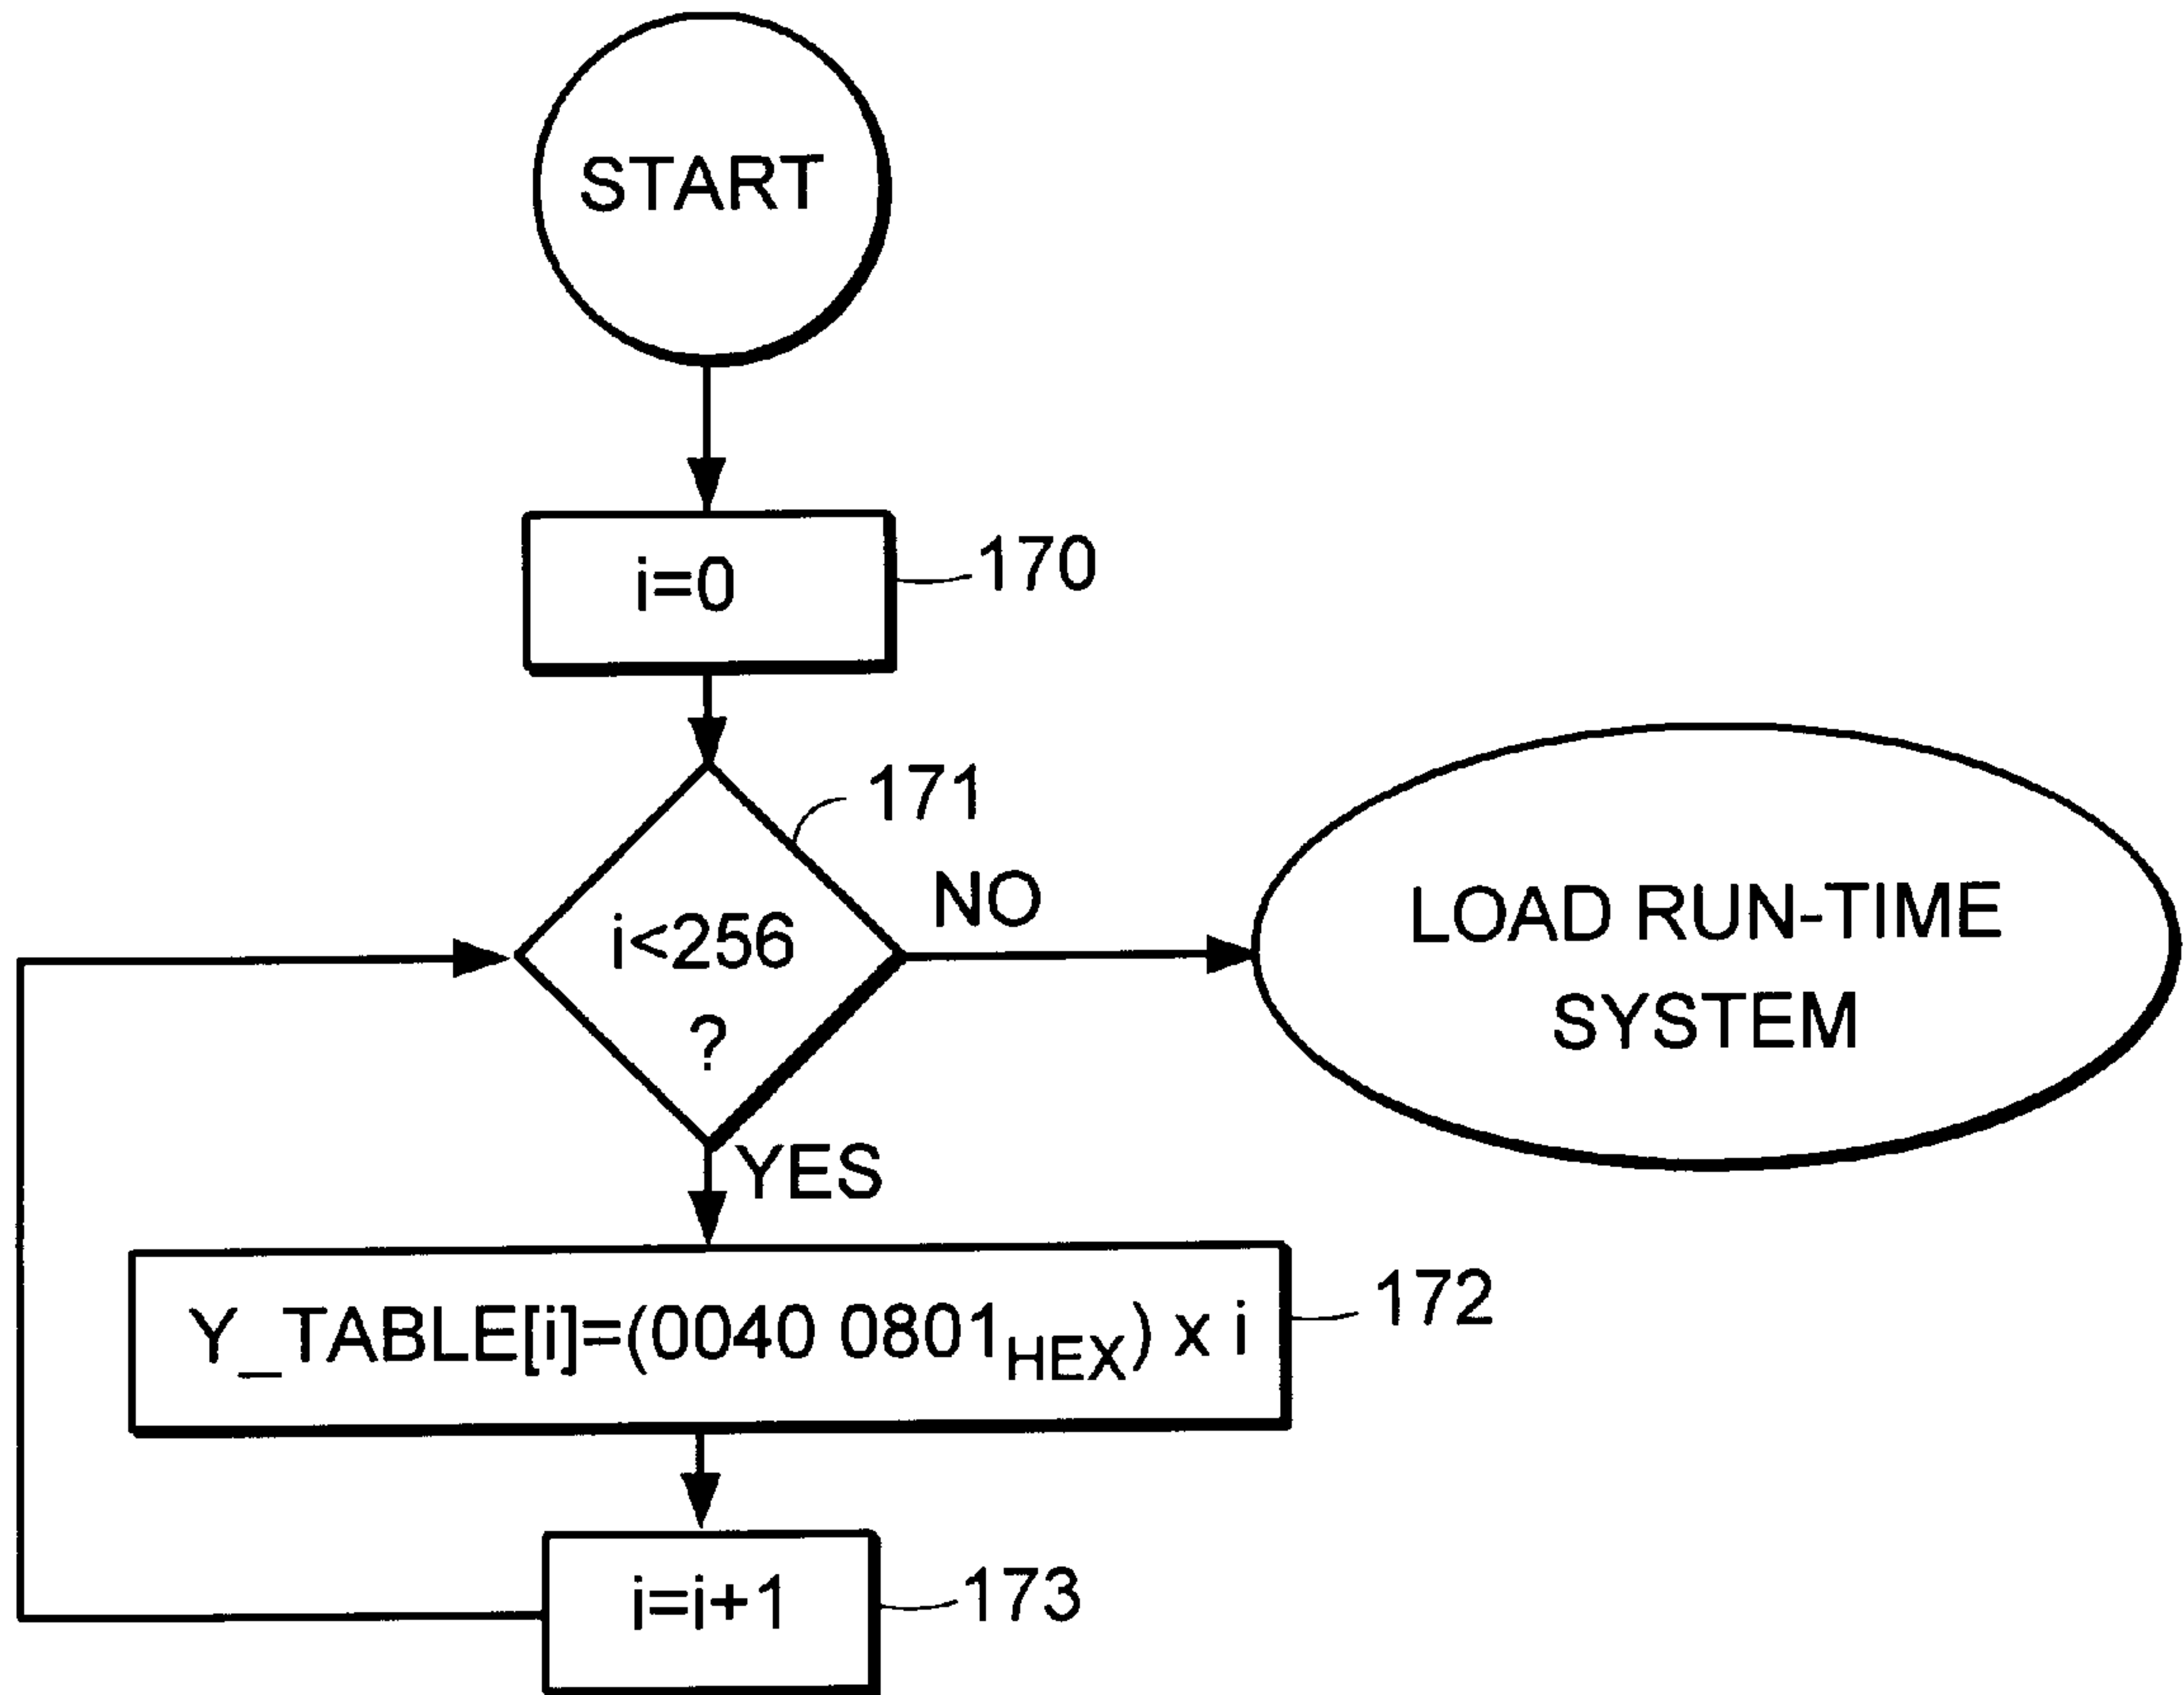 START
i=0
170
171
i<256
?
NO
LOAD RUN-TIME
SYSTEM
YES
Y_TABLE[i]=(0040 0801HEX) x i
172
i=i+1
173